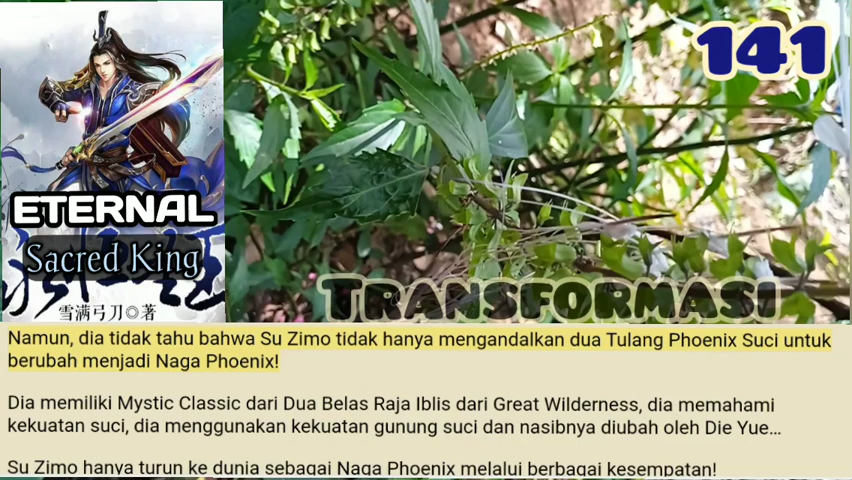 141
ETERNAL
Sacred King
雪满弓刀◎著
TRANSFORMASI
Namun, dia tidak tahu bahwa Su Zimo tidak hanya mengandalkan dua Tulang Phoenix Suci untuk
berubah menjadi Naga Phoenix!
Dia memiliki Mystic Classic dari Dua Belas Raja Iblis dari Great Wilderness, dia memahami
kekuatan suci, dia menggunakan kekuatan gunung suci dan nasibnya diubah oleh Die Yue...
Su Zimo hanya turun ke dunia sebagai Naga Phoenix melalui berbagai kesempatan!